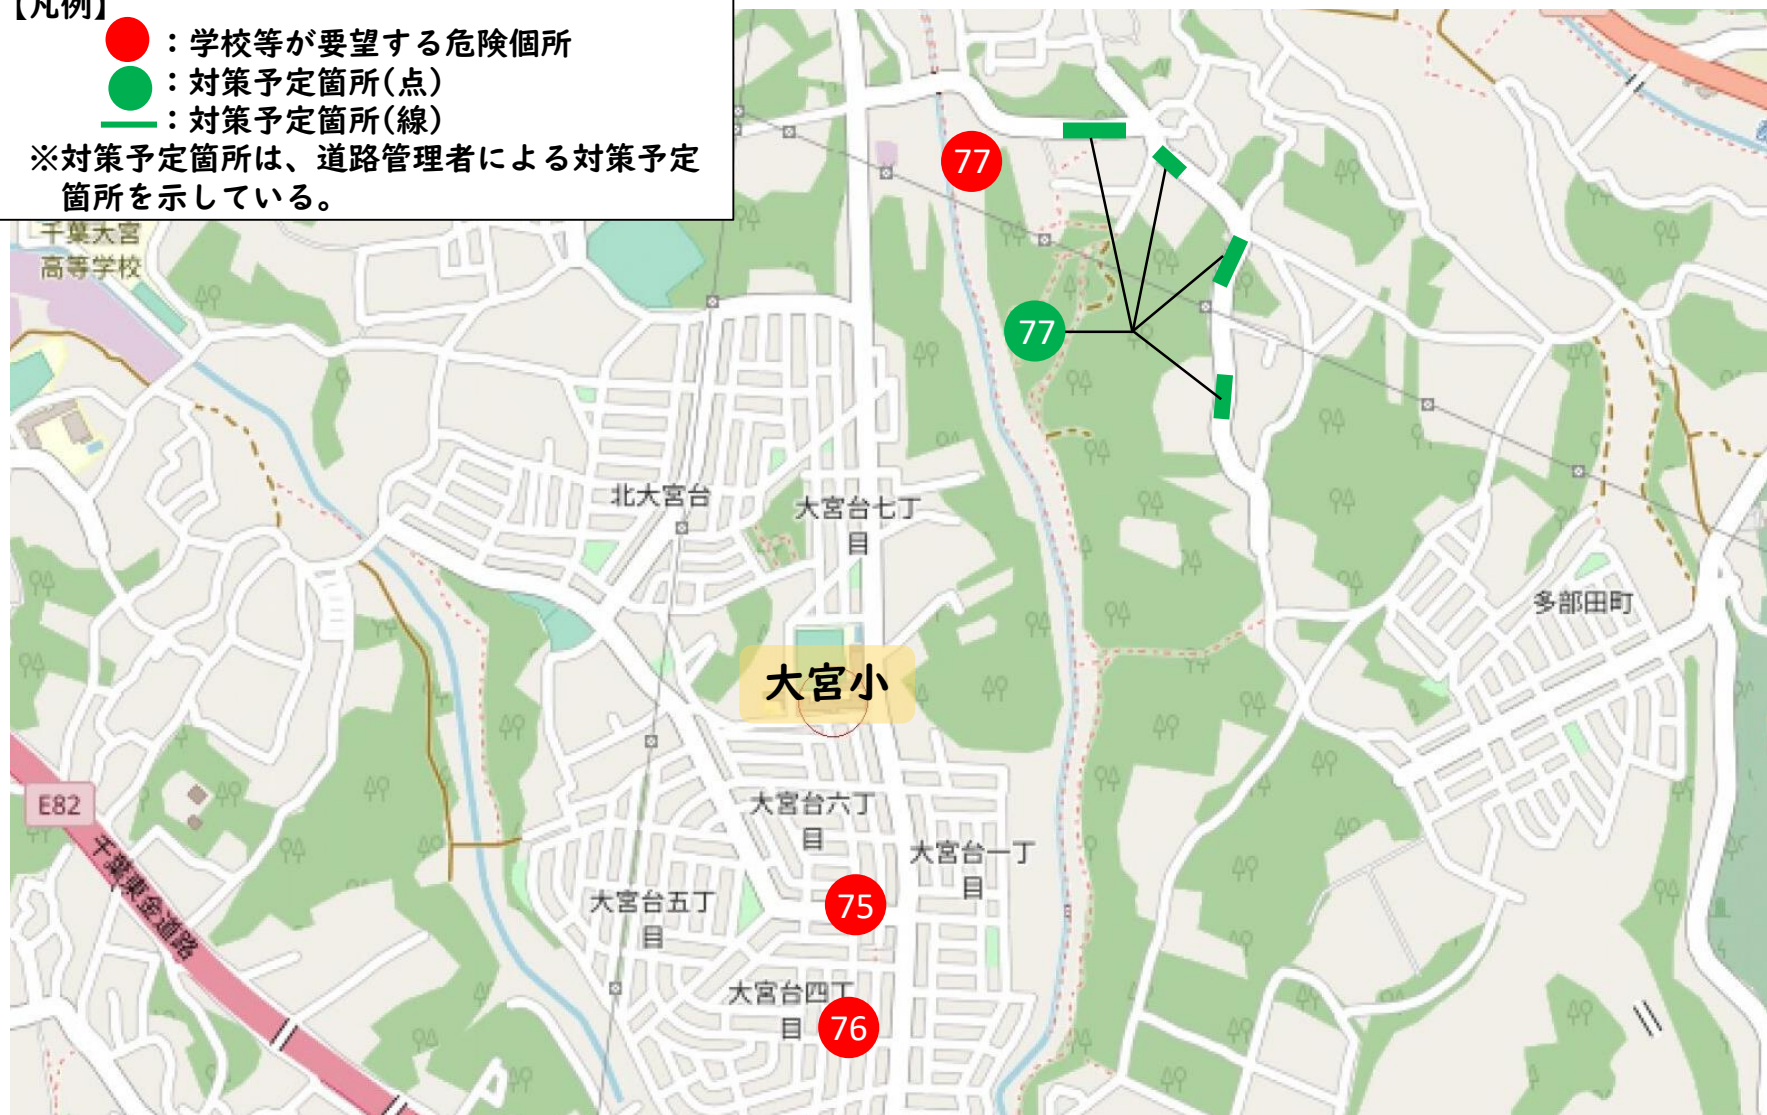 【凡例】
：学校等が要望する危険個所
：対策予定箇所(点)
：対策予定箇所(線)
※対策予定箇所は、道路管理者による対策予定
箇所を示している。
千葉大宮
高等学校
77
77
北大宮台
大宮台七丁
目
多部田町
大宮小
E82
千葉東金道路
大宮台六丁
目
大宮台一丁
目
大宮台五丁
目
75
大宮台四丁
目
76